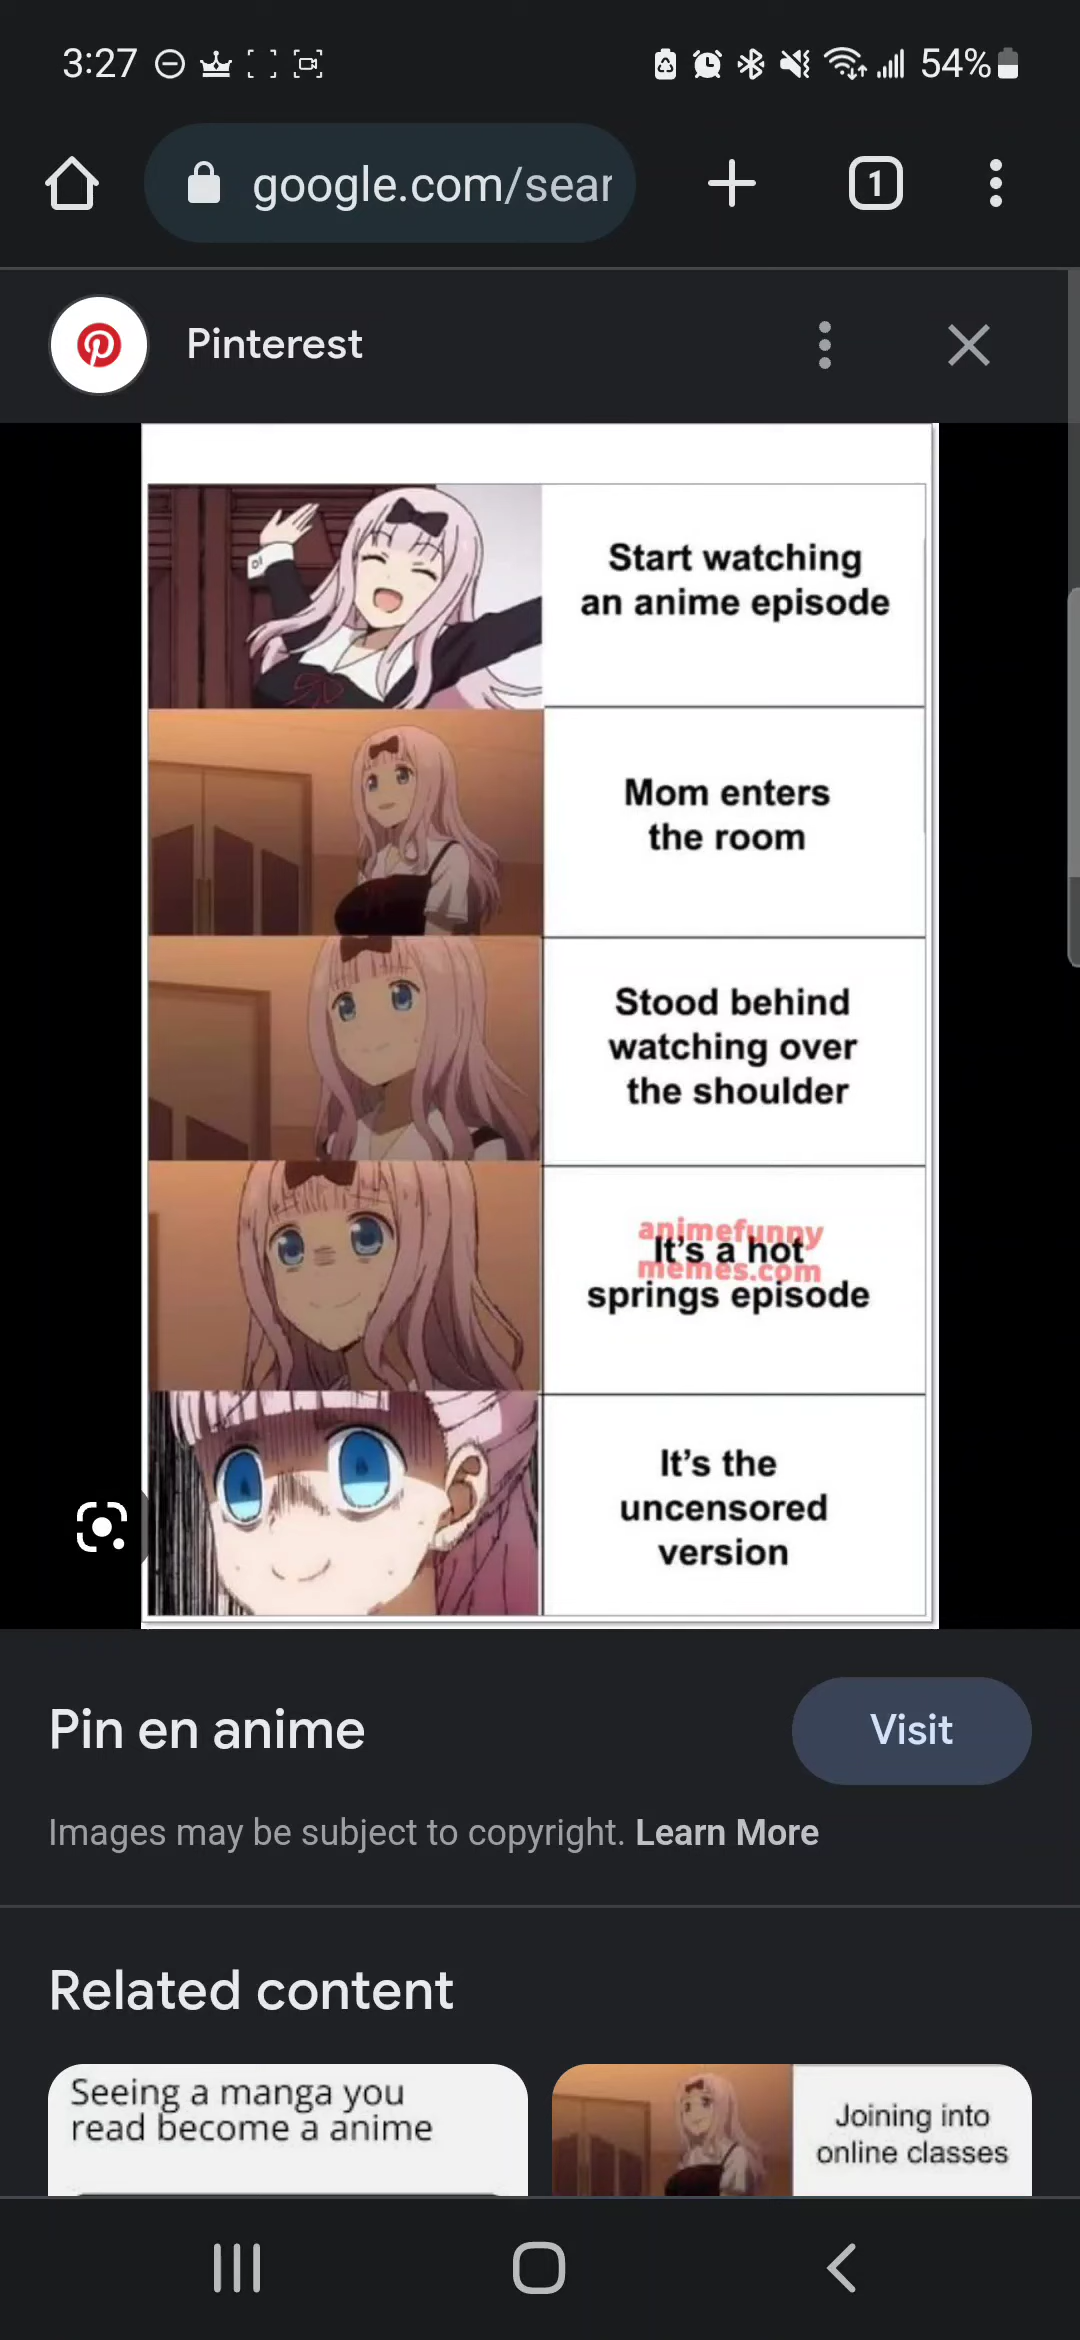 3:27
54%
google.com/sear
1
Pinterest
Start watching
an anime episode
Mom enters
the room
Stood behind
watching over
the shoulder
animefunny
It's a hot
memes.com
springs episode
It's the
uncensored
version
Pin en anime
Visit
Images may be subject to copyright. Learn More
Related content
Seeing a manga you
read become a anime
Joining into
online classes